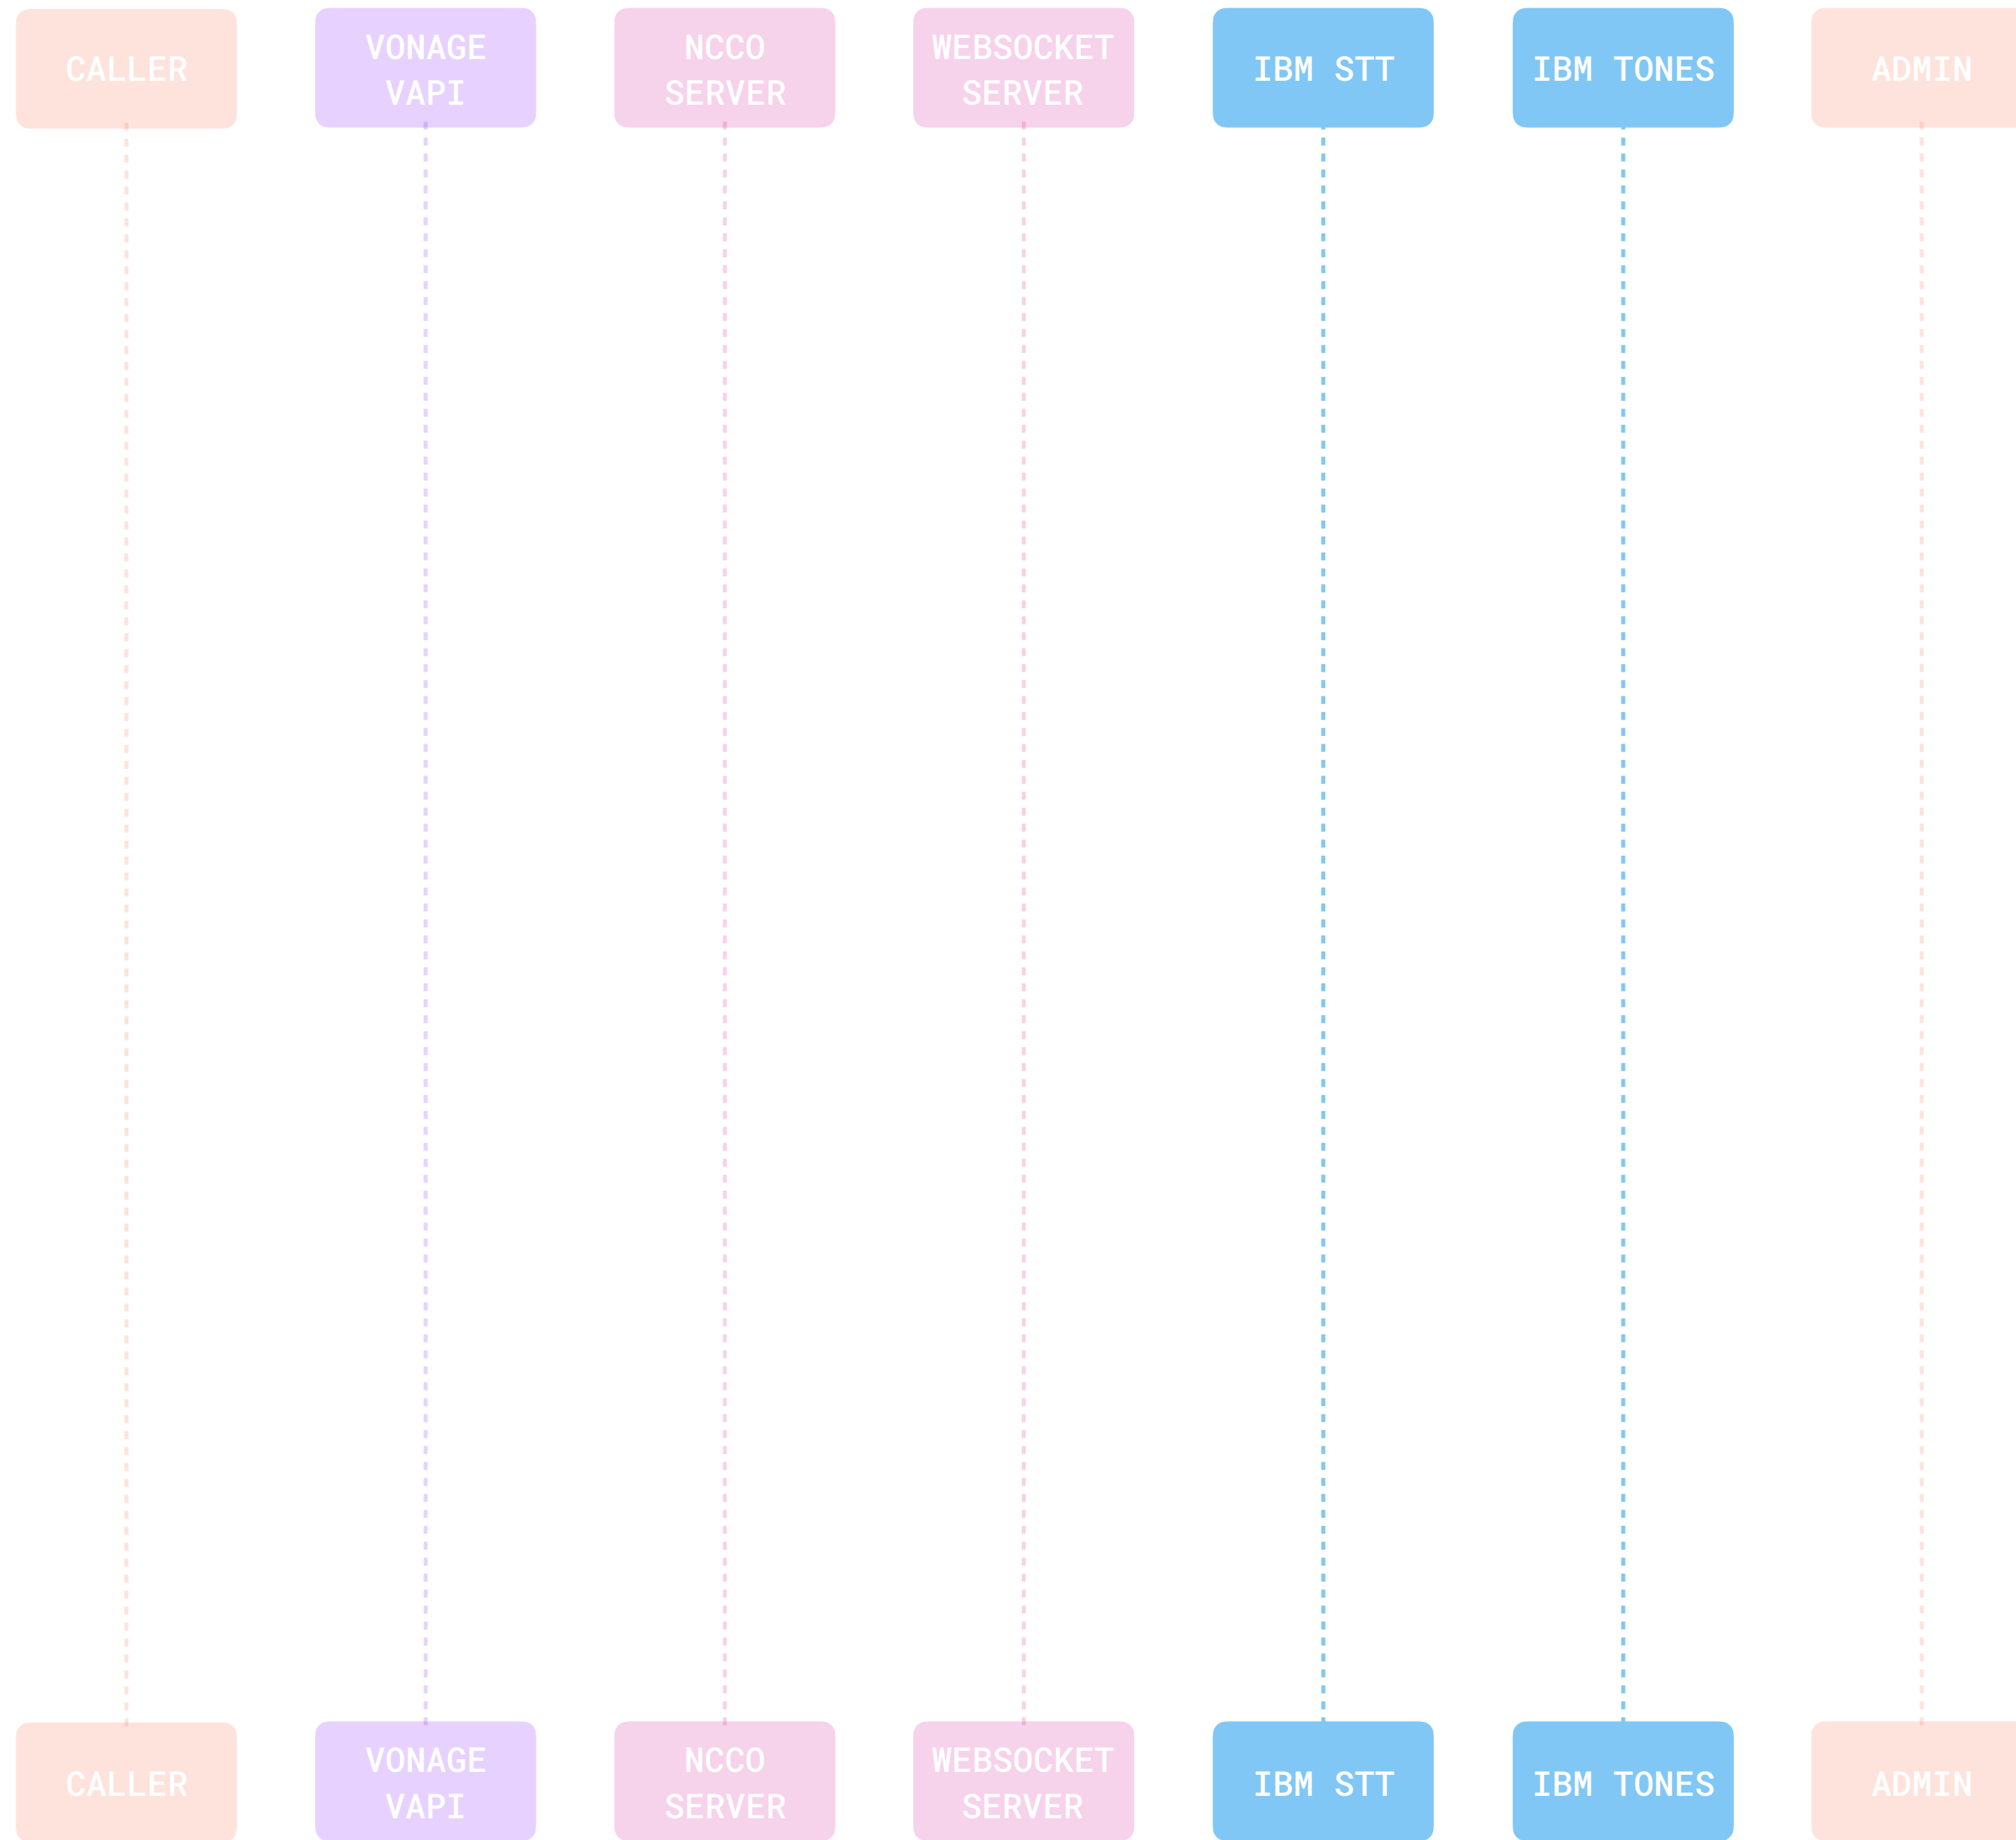 CALLER
VONAGE
VAPI
NCCO
SERVER
WEBSOCKET
SERVER
IBM STT
IBM TONES
ADMIN
CALLER
VONAGE
VAPI
NCCO
SERVER
WEBSOCKET
SERVER
IBM STT
IBM TONES
ADMIN